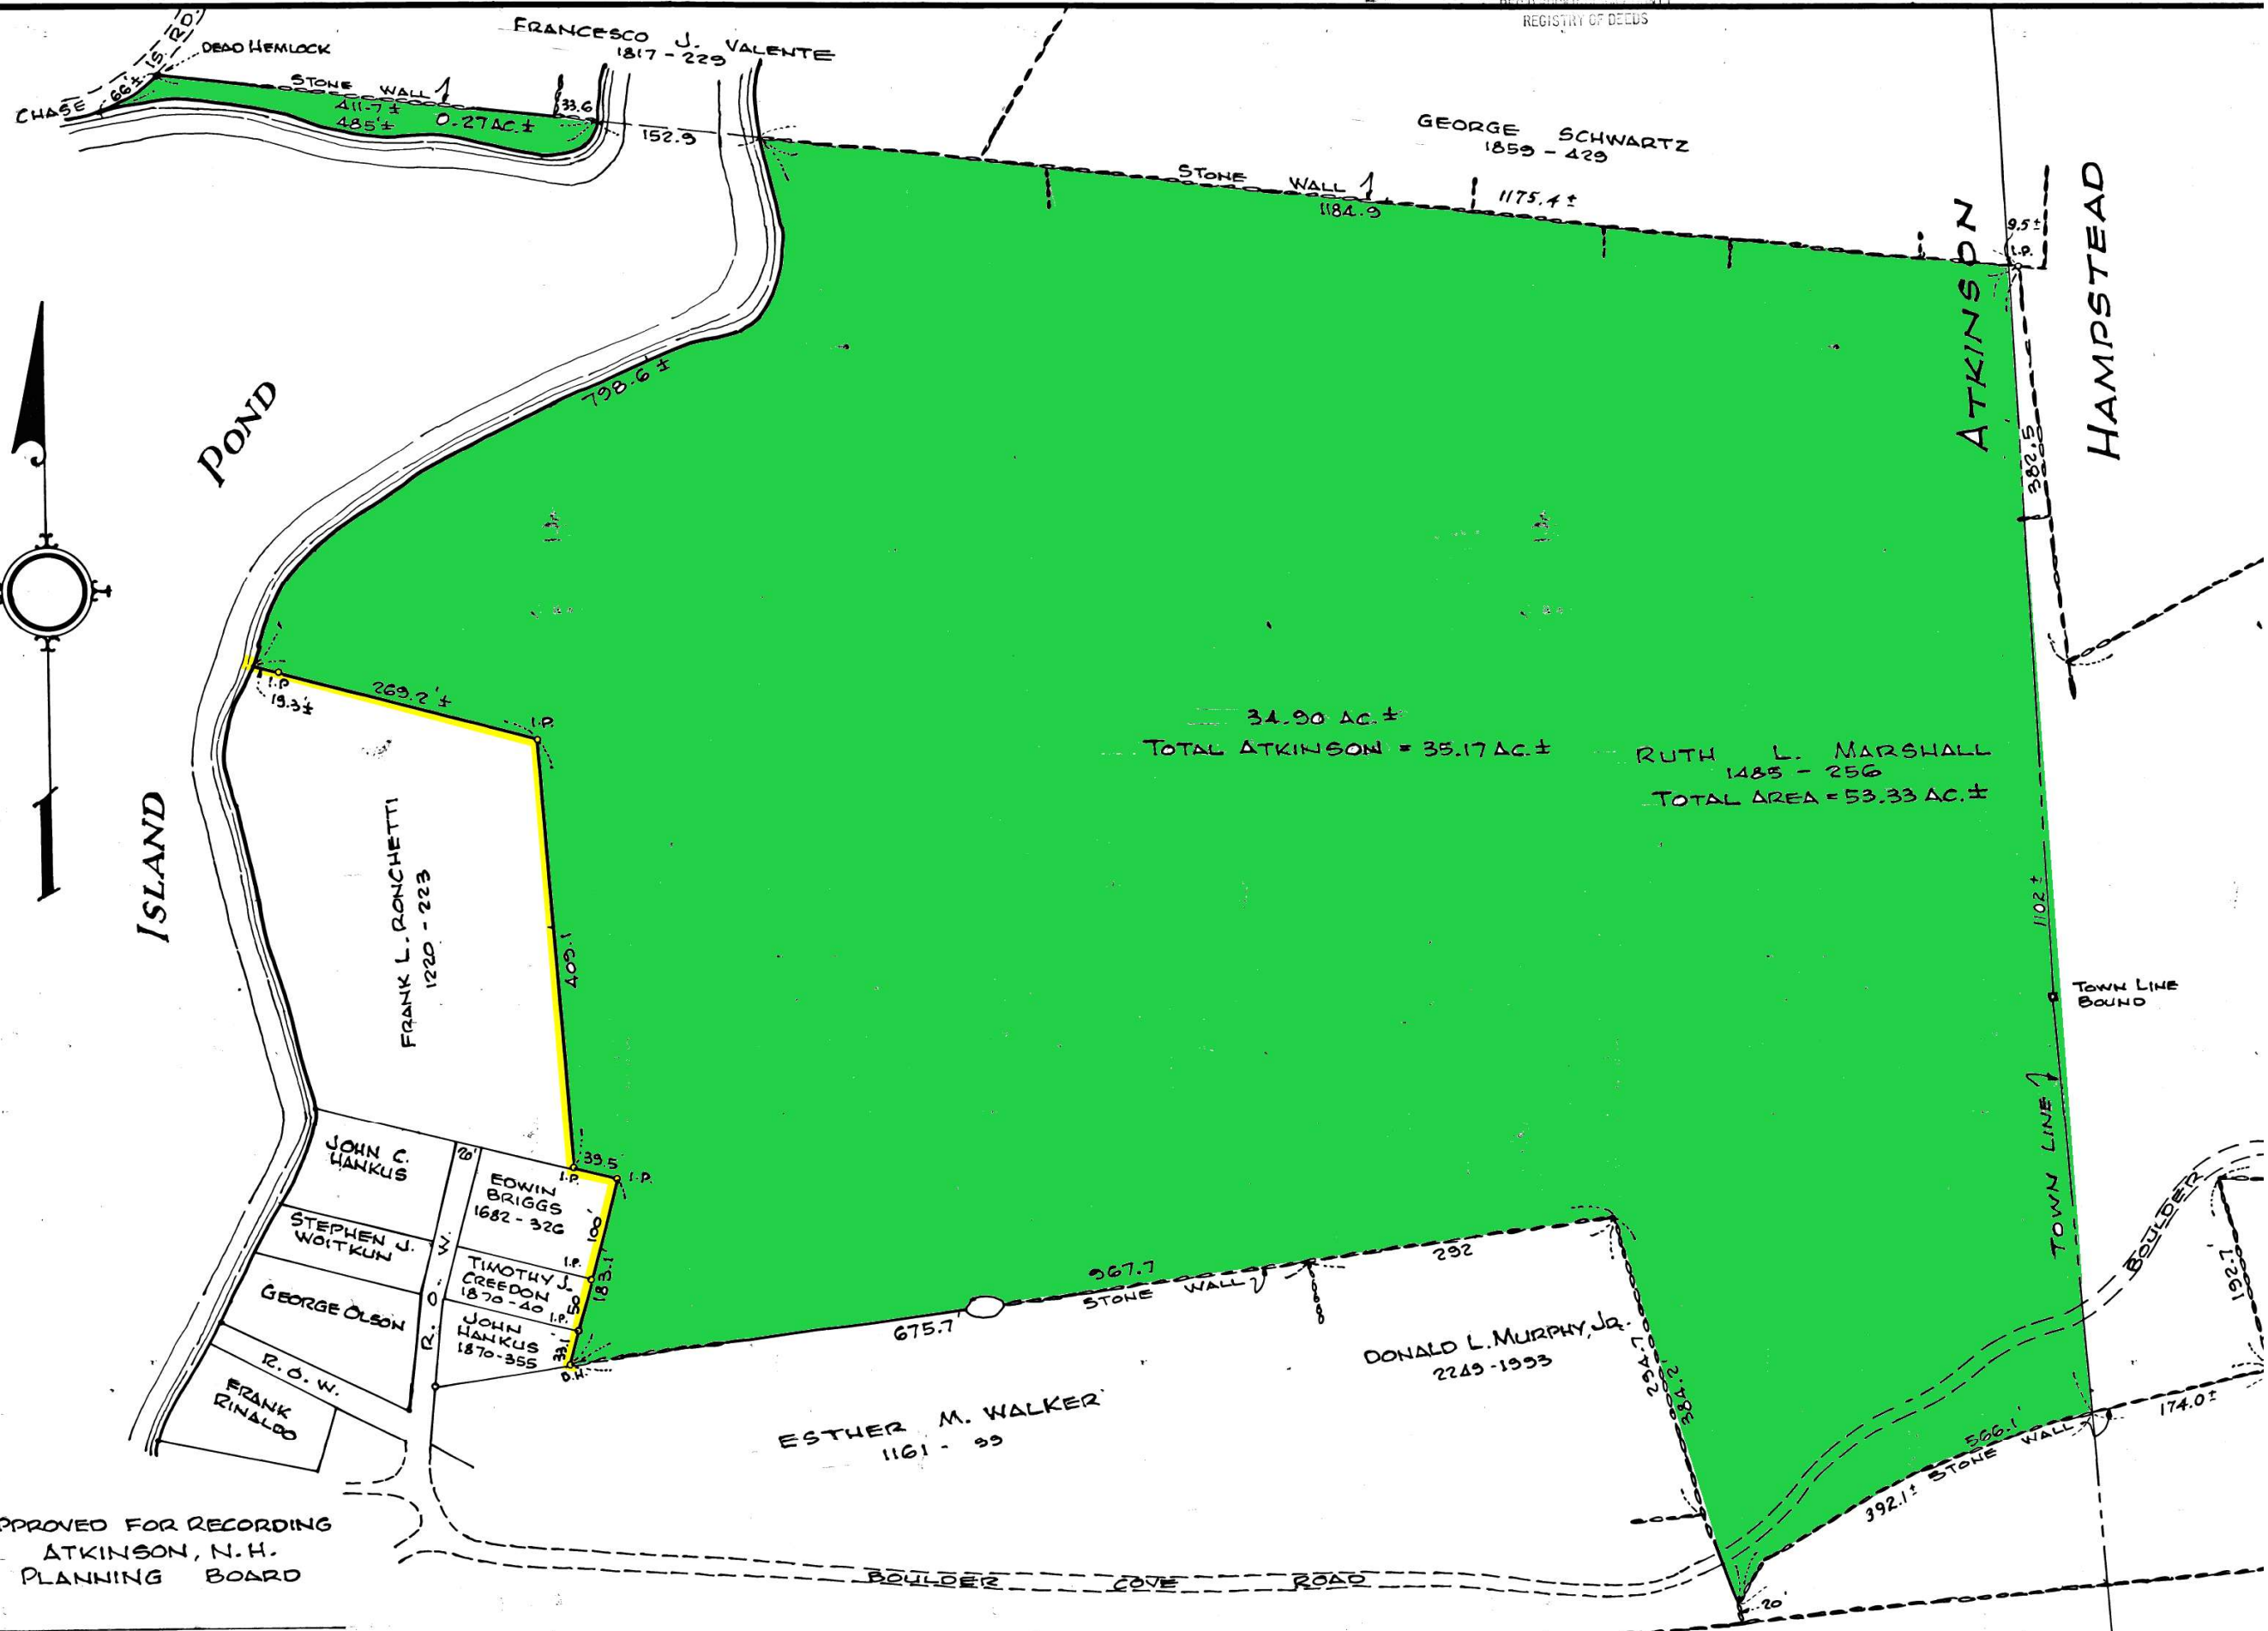 REGISTRY OF DEEDS
CHASE IS. RD.
66'±
DEAD HEMLOCK
FRANCESCO J. VALENTE
1817 - 229
STONE WALL
411.7±
485'±
0.27 AC.±
33.6
152.9
GEORGE SCHWARTZ
1859 - 429
STONE WALL
1184.9
1175.4±
9.5±
I.P.
ATKINSON
HAMPSTEAD
382.5
798.6±
POND
ISLAND
I.P.
19.3'±
269.2'±
I.P.
34.90 AC.±
TOTAL ATKINSON = 35.17 AC.±
RUTH L. MARSHALL
1485 - 256
TOTAL AREA = 53.33 AC.±
FRANK L. RONCHETTI
1220 - 223
409.1
1102±
TOWN LINE
BOUND
TOWN LINE
39.5
I.P.
I.P.
JOHN C.
HANKUS
20'
EDWIN
BRIGGS
1682 - 326
100'
I.P.
STEPHEN J.
WOITKUN
R. O. W.
TIMOTHY J.
CREEDON
1870 - 40
50
183.1'
I.P.
GEORGE OLSON
JOHN
HANKUS
1870-355
33.1
D.H.
R. O. W.
FRANK
RINALDO
675.7
967.7
STONE WALL
292
DONALD L. MURPHY, JR.
2249-1993
294.7
384.2'
ESTHER M. WALKER
1161 - 99
BOULDER
192.7'
174.0±
566.1'
STONE WALL
392.1±
20'
BOULDER COVE ROAD
PPROVED FOR RECORDING
ATKINSON, N.H.
PLANNING BOARD